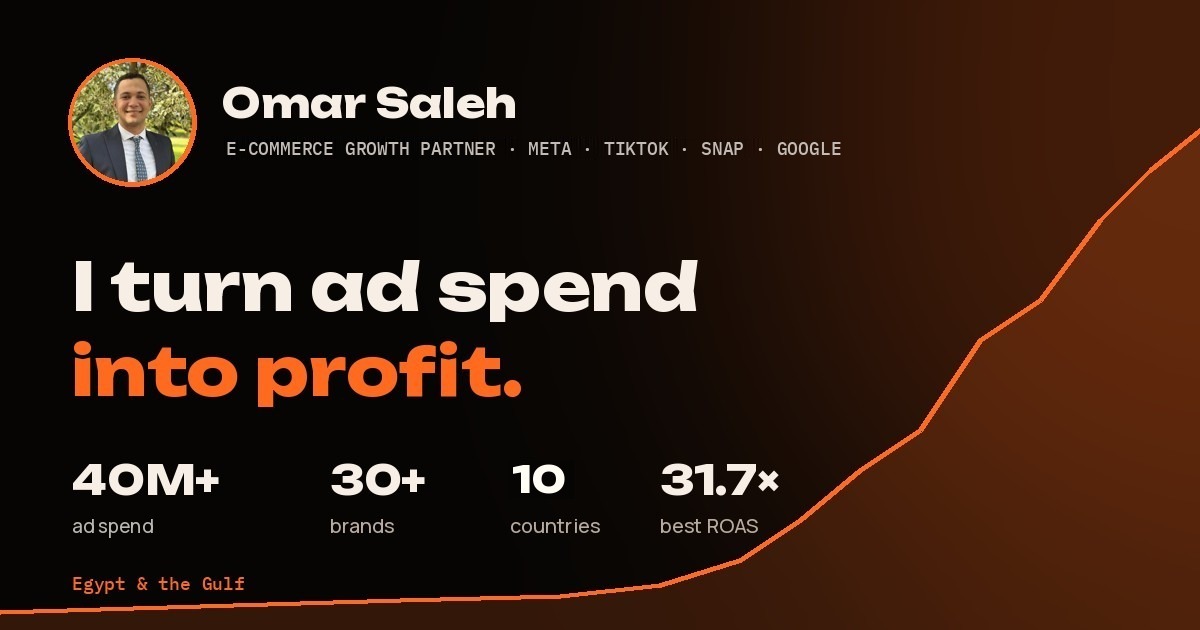 Omar Saleh
E-COMMERCE GROWTH PARTNER · META · TIKTOK · SNAP · GOOGLE
I turn ad spend
into profit.
40M+ 30+ 10 31.7×
ad spend brands countries best ROAS
Egypt & the Gulf